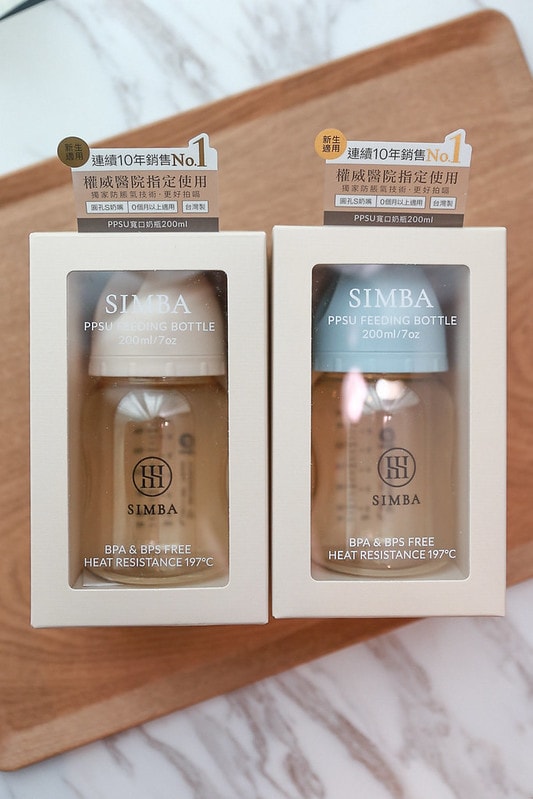 新生
適用
連續10年銷售No.1
權威醫院指定使用
獨家防脹氣技術・更好拍嗝
圓孔S奶嘴 0個月以上適用 台灣製
PPSU寬口奶瓶200ml
SIMBA
PPSU FEEDING BOTTLE
200ml/7oz
SIMBA
BPA & BPS FREE
HEAT RESISTANCE 197°C
新生
適用
連續10年銷售No.1
權威醫院指定使用
獨家防脹氣技術・更好拍嗝
圓孔S奶嘴 0個月以上適用 台灣製
PPSU寬口奶瓶200ml
SIMBA
PPSU FEEDING BOTTLE
200ml/7oz
SIMBA
BPA & BPS FREE
HEAT RESISTANCE 197°C